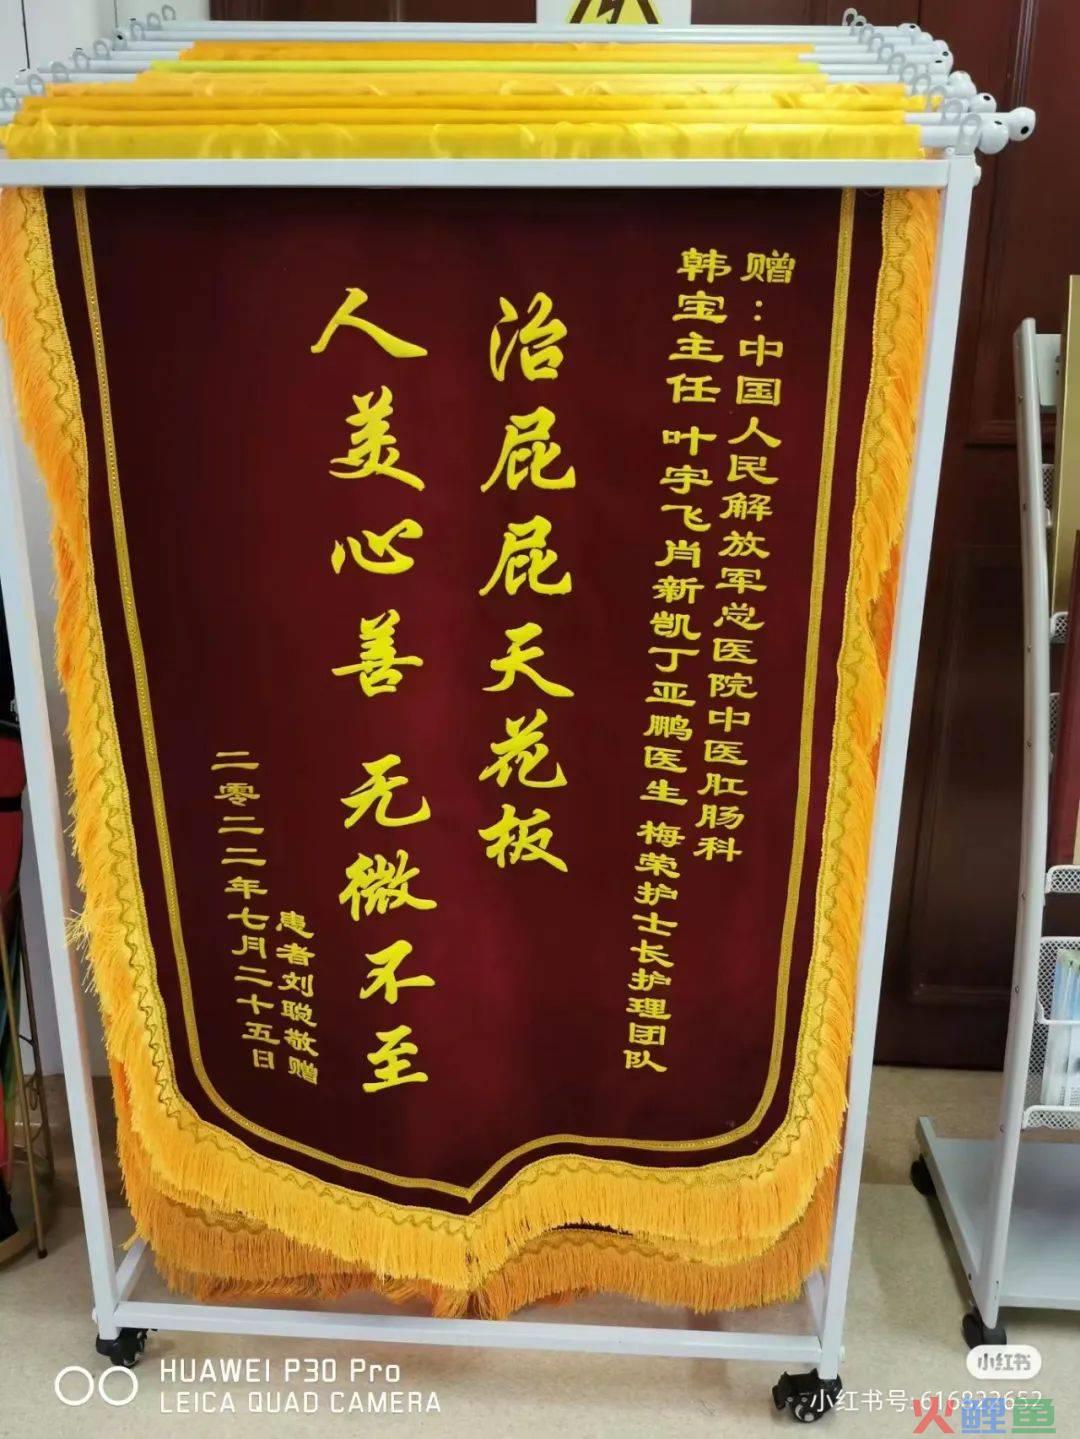 赠：中国人民解放军总医院中医肛肠科
韩宝主任 叶宇飞肖新凯丁亚鹏医生 梅荣护士长护理团队
治屁屁天花板
人美心善 无微不至
患者刘聪敬赠
二零二二年七月二十五日
HUAWEI P30 Pro
LEICA QUAD CAMERA
小红书
小红书号:616823652
火鲤鱼